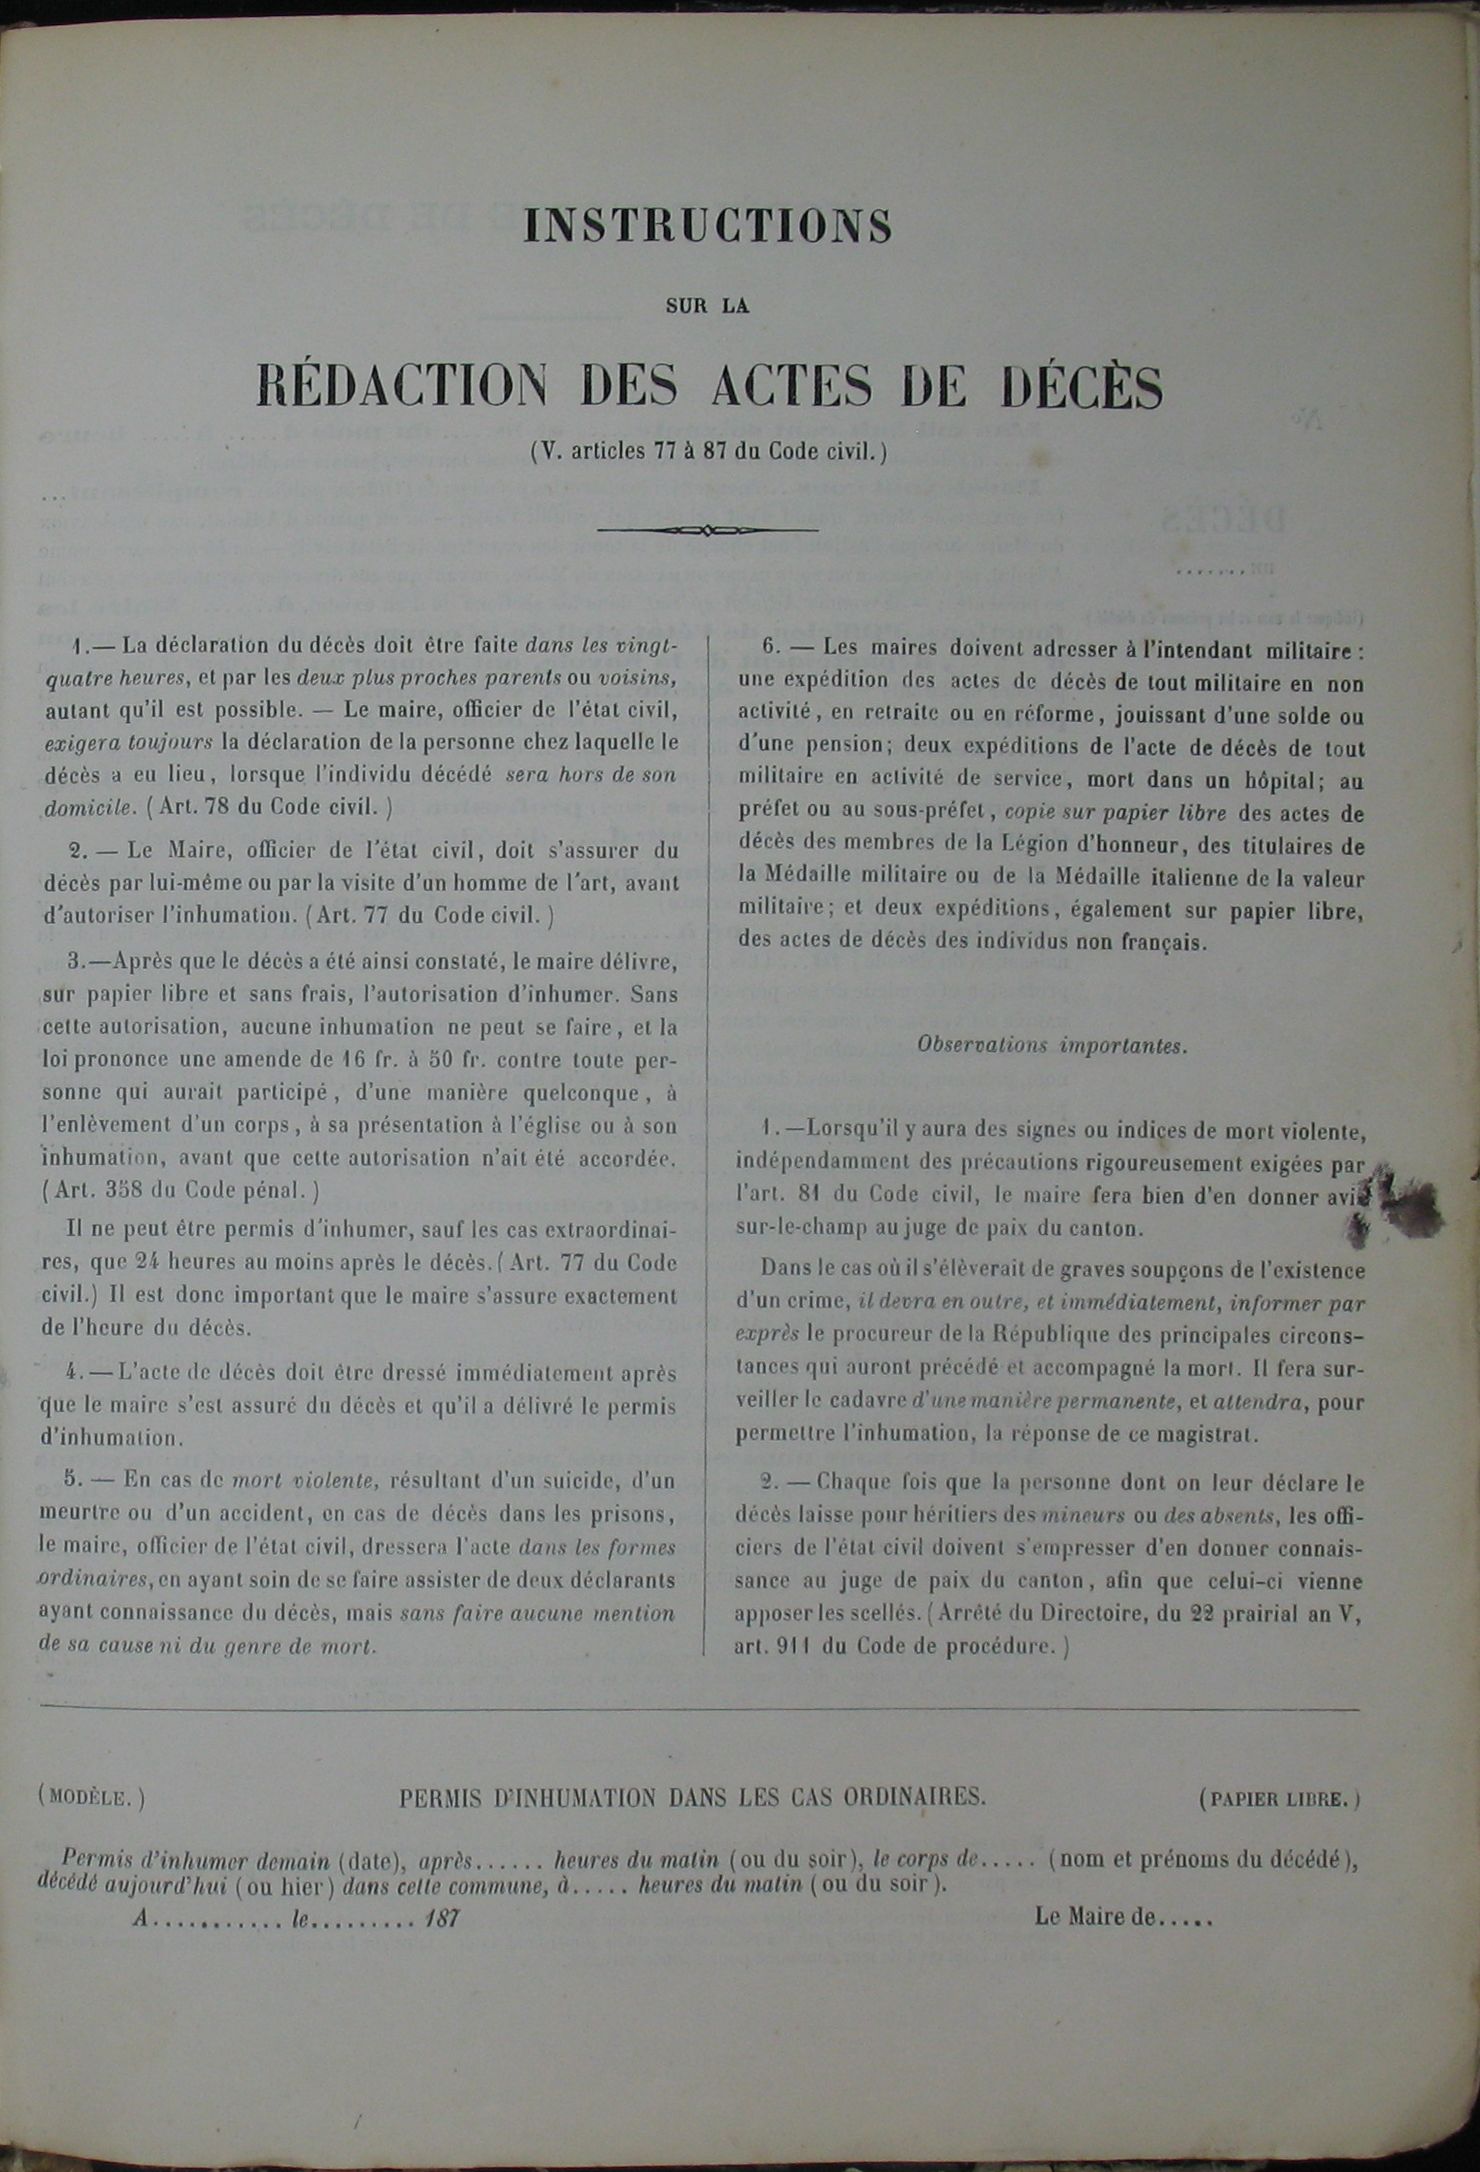 INSTRUCTIONS
SUR LA
RÉDACTION DES ACTES DE DÉCÈS
(V. articles 77 à 87 du Code civil.)
1.— La déclaration du décès doit être faite dans les vingt-
quatre heures, et par les deux plus proches parents ou voisins,
autant qu'il est possible. — Le maire, officier de l'état civil,
exigera toujours la déclaration de la personne chez laquelle le
décès a eu lieu, lorsque l'individu décédé sera hors de son
domicile. (Art. 78 du Code civil.)
2. — Le Maire, officier de l'état civil, doit s'assurer du
décès par lui-même ou par la visite d'un homme de l'art, avant
d'autoriser l'inhumation. (Art. 77 du Code civil.)
3.—Après que le décès a été ainsi constaté, le maire délivre,
sur papier libre et sans frais, l'autorisation d'inhumer. Sans
cette autorisation, aucune inhumation ne peut se faire, et la
loi prononce une amende de 16 fr. à 50 fr. contre toute per-
sonne qui aurait participé, d'une manière quelconque, à
l'enlèvement d'un corps, à sa présentation à l'église ou à son
inhumation, avant que cette autorisation n'ait été accordée.
(Art. 358 du Code pénal.)
Il ne peut être permis d'inhumer, sauf les cas extraordinai-
res, que 24 heures au moins après le décès. (Art. 77 du Code
civil.) Il est donc important que le maire s'assure exactement
de l'heure du décès.
4. — L'acte de décès doit être dressé immédiatement après
que le maire s'est assuré du décès et qu'il a délivré le permis
d'inhumation.
5. — En cas de mort violente, résultant d'un suicide, d'un
meurtre ou d'un accident, en cas de décès dans les prisons,
le maire, officier de l'état civil, dressera l'acte dans les formes
ordinaires, en ayant soin de se faire assister de deux déclarants
ayant connaissance du décès, mais sans faire aucune mention
de sa cause ni du genre de mort.
6. — Les maires doivent adresser à l'intendant militaire :
une expédition des actes de décès de tout militaire en non
activité, en retraite ou en réforme, jouissant d'une solde ou
d'une pension; deux expéditions de l'acte de décès de tout
militaire en activité de service, mort dans un hôpital; au
préfet ou au sous-préfet, copie sur papier libre des actes de
décès des membres de la Légion d'honneur, des titulaires de
la Médaille militaire ou de la Médaille italienne de la valeur
militaire; et deux expéditions, également sur papier libre,
des actes de décès des individus non français.
Observations importantes.
1.—Lorsqu'il y aura des signes ou indices de mort violente,
indépendamment des précautions rigoureusement exigées par
l'art. 81 du Code civil, le maire fera bien d'en donner avis
sur-le-champ au juge de paix du canton.
Dans le cas où il s'élèverait de graves soupçons de l'existence
d'un crime, il devra en outre, et immédiatement, informer par
exprès le procureur de la République des principales circons-
tances qui auront précédé et accompagné la mort. Il fera sur-
veiller le cadavre d'une manière permanente, et attendra, pour
permettre l'inhumation, la réponse de ce magistrat.
2. — Chaque fois que la personne dont on leur déclare le
décès laisse pour héritiers des mineurs ou des absents, les offi-
ciers de l'état civil doivent s'empresser d'en donner connais-
sance au juge de paix du canton, afin que celui-ci vienne
apposer les scellés. (Arrêté du Directoire, du 22 prairial an V,
art. 911 du Code de procédure.)
(MODÈLE.) PERMIS D'INHUMATION DANS LES CAS ORDINAIRES. (PAPIER LIBRE.)
Permis d'inhumer demain (date), après...... heures du matin (ou du soir), le corps de..... (nom et prénoms du décédé),
décédé aujourd'hui (ou hier) dans cette commune, à..... heures du matin (ou du soir).
A............ le......... 187 Le Maire de.....